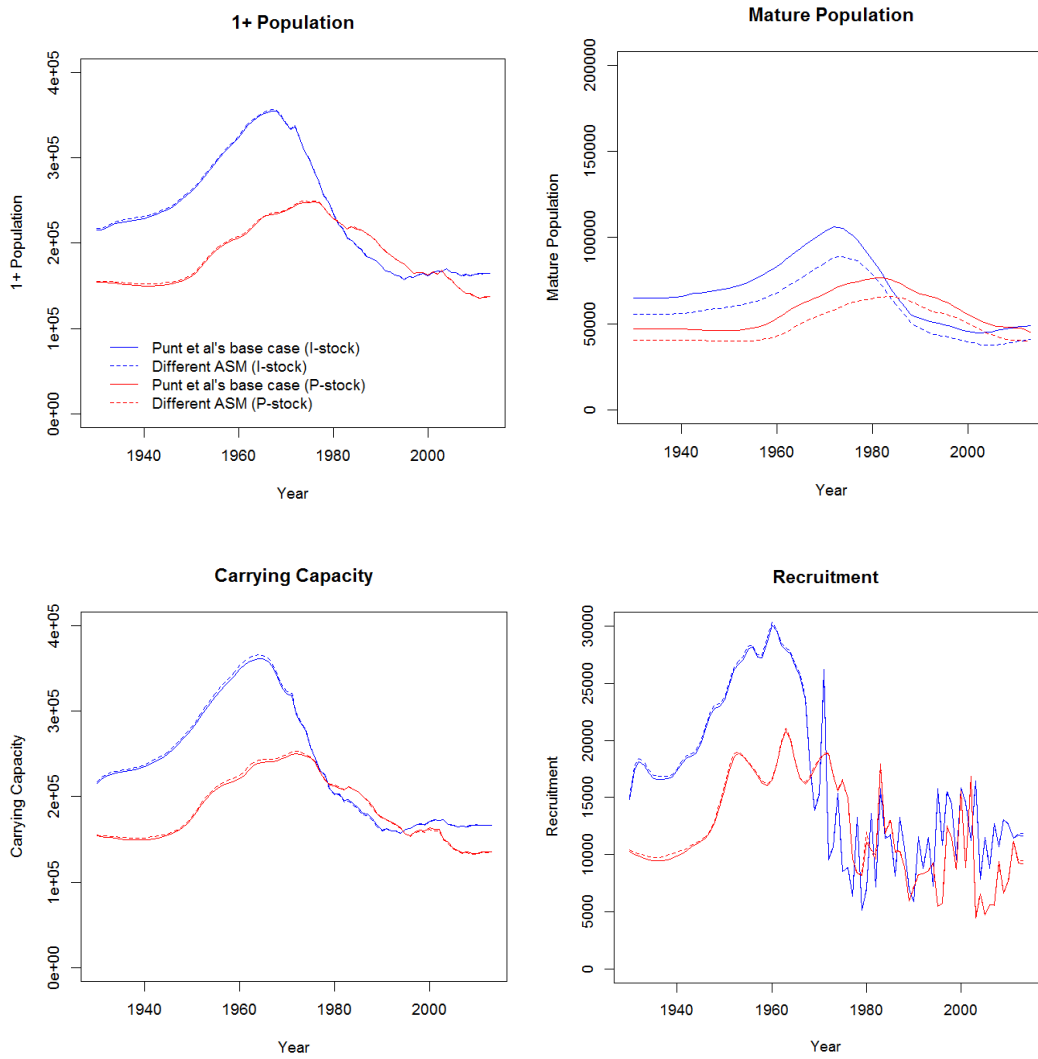 1+ Population
1+ Population
4e+05
3e+05
2e+05
1e+05
0e+00
Punt et al's base case (I-stock)
Different ASM (I-stock)
Punt et al's base case (P-stock)
Different ASM (P-stock)
1940 1960 1980 2000
Year
Mature Population
Mature Population
200000
150000
100000
50000
0
1940 1960 1980 2000
Year
Carrying Capacity
Carrying Capacity
4e+05
3e+05
2e+05
1e+05
0e+00
1940 1960 1980 2000
Year
Recruitment
Recruitment
30000
25000
20000
15000
10000
5000
0
1940 1960 1980 2000
Year